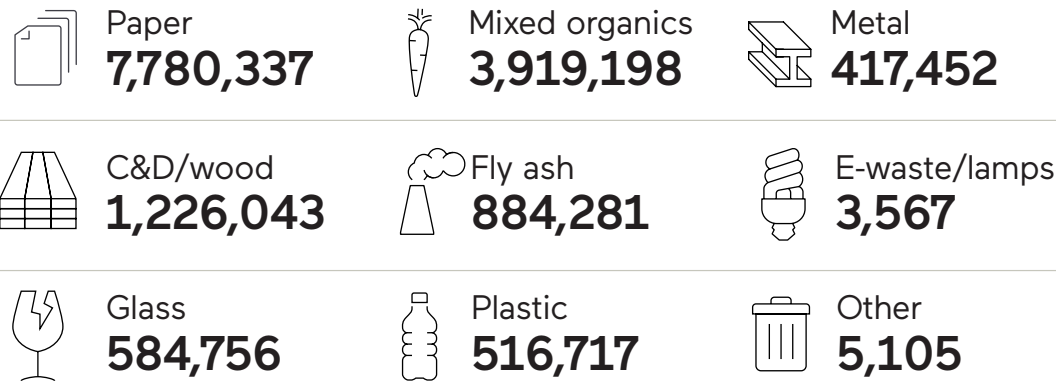 Paper
7,780,337
Mixed organics
3,919,198
Metal
417,452
C&D/wood
1,226,043
Fly ash
884,281
E-waste/lamps
3,567
Glass
584,756
Plastic
516,717
Other
5,105